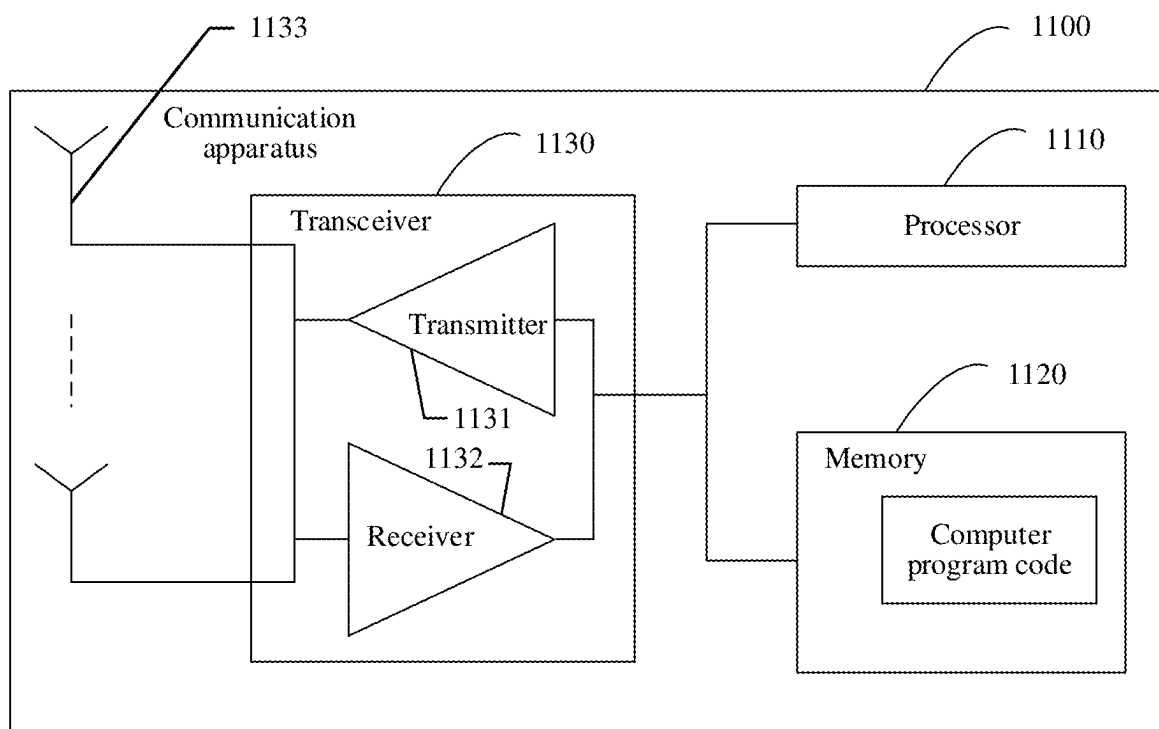 1133
1100
Communication
apparatus
1130
1110
Transceiver
Processor
Transmitter
1131
1120
1132
Memory
Receiver
Computer
program code